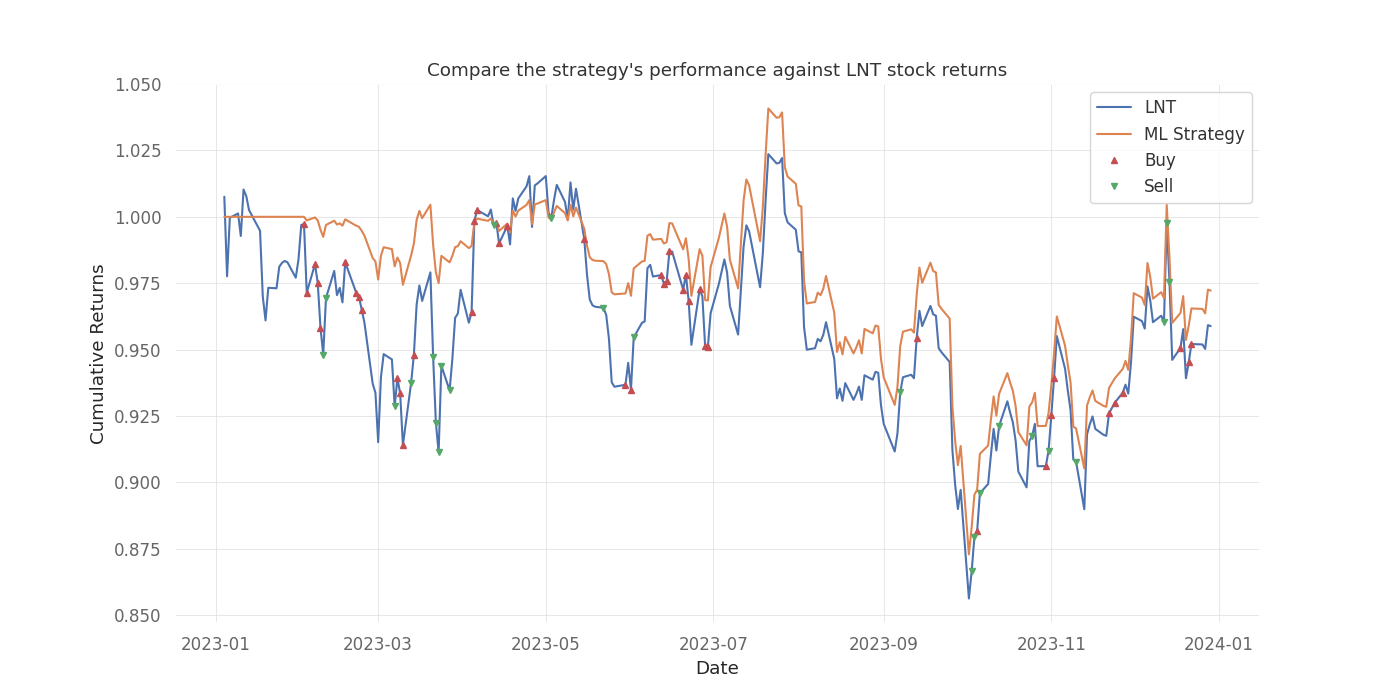 Compare the strategy's performance against LNT stock returns
1.050
1.025
1.000
0.975
0.950
0.925
0.900
0.875
0.850
Cumulative Returns
LNT
ML Strategy
Buy
Sell
2023-01
2023-03
2023-05
2023-07
2023-09
2023-11
2024-01
Date